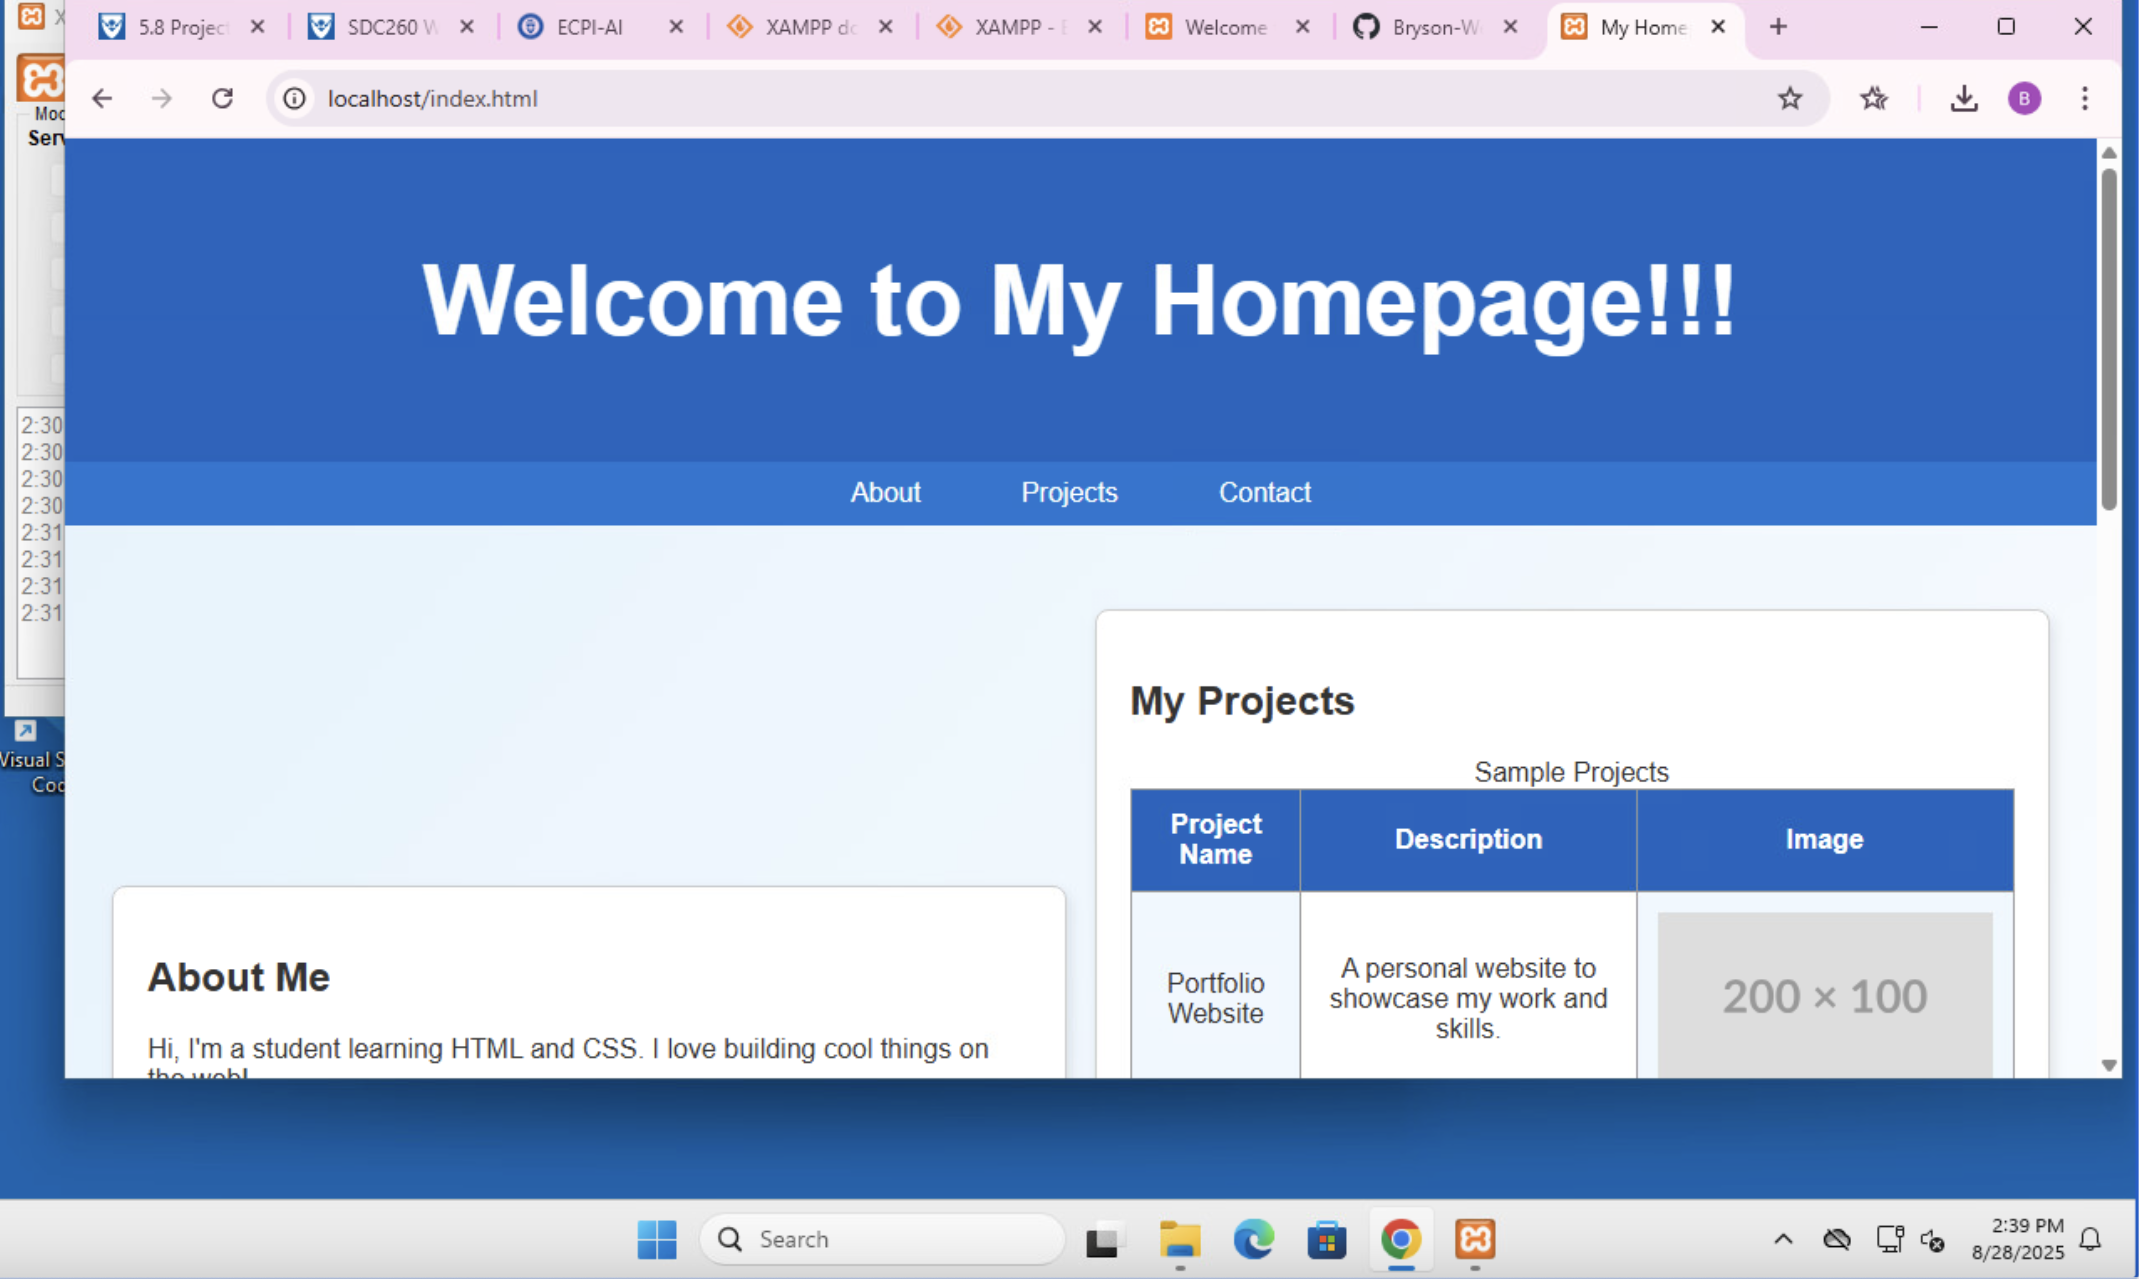 5.8 Project
SDC260 W
ECPI-AI
XAMPP do
XAMPP -
Welcome
Bryson-W
My Home
localhost/index.html
B
Moc
Serv
Welcome to My Homepage!!!
About
Projects
Contact
2:30
2:30
2:30
2:30
2:31
2:31
2:31
2:31
Visual S
Coc
My Projects
Sample Projects
Project
Name
Description
Image
Portfolio
Website
A personal website to
showcase my work and
skills.
200 × 100
About Me
Hi, I'm a student learning HTML and CSS. I love building cool things on
the web!
Search
2:39 PM
8/28/2025